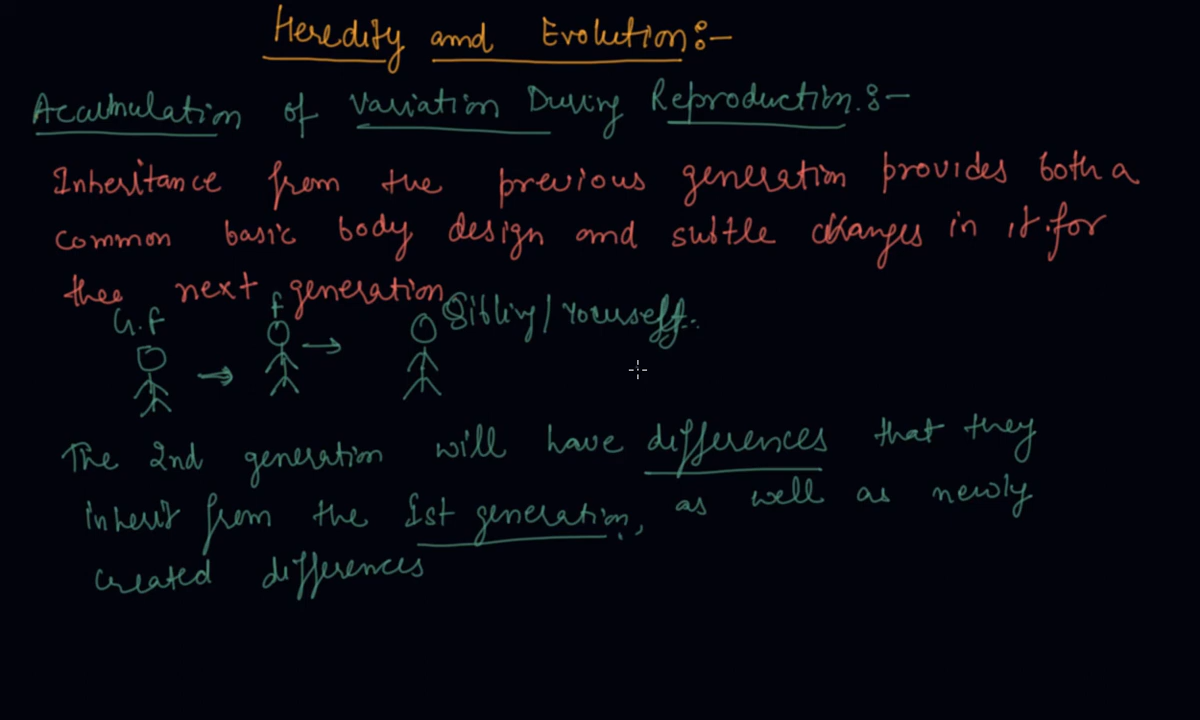 Heredity and Evolution:-
Accumulation of Variation During Reproduction.:-
Inheritance from the previous generation provides both a
common basic body design and subtle changes in it for
thee next generation
G.f f Sibling/Yourself..
The 2nd generation will have differences that they
inherit from the 1st generation, as well as newly
created differences